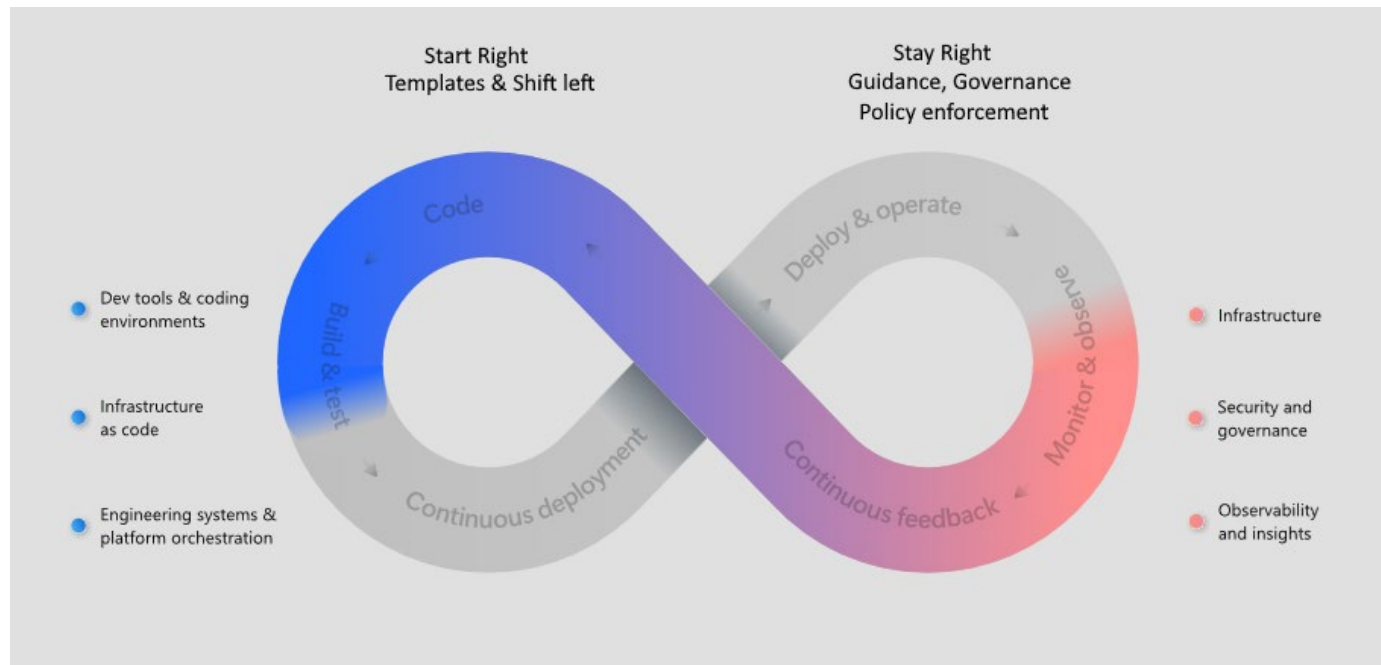 Start Right
Templates & Shift left
Stay Right
Guidance, Governance
Policy enforcement
Code
Build & test
Continuous deployment
Deploy & operate
Monitor & observe
Continuous feedback
Dev tools & coding
environments
Infrastructure
as code
Engineering systems &
platform orchestration
Infrastructure
Security and
governance
Observability
and insights